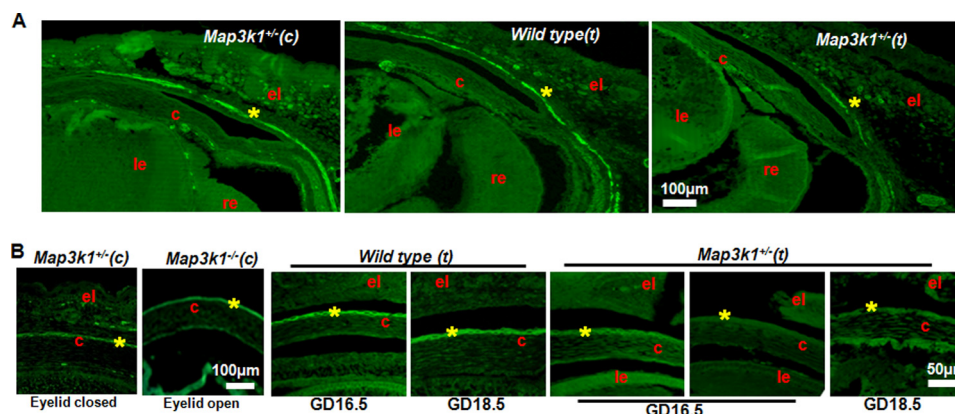 A
Map3k1+/-(c)
Wild type(t)
Map3k1+/-(t)
el
*
c
le
re
c
*
el
le
re
c
*
el
le
re
100μm
B
Map3k1+/-(c)
Map3k1-/-(c)
Wild type (t)
Map3k1+/-(t)
el
c
*
*
c
100μm
el
*
c
el
*
c
el
*
c
le
el
*
c
le
el
*
c
50μm
Eyelid closed
Eyelid open
GD16.5
GD18.5
GD16.5
GD18.5